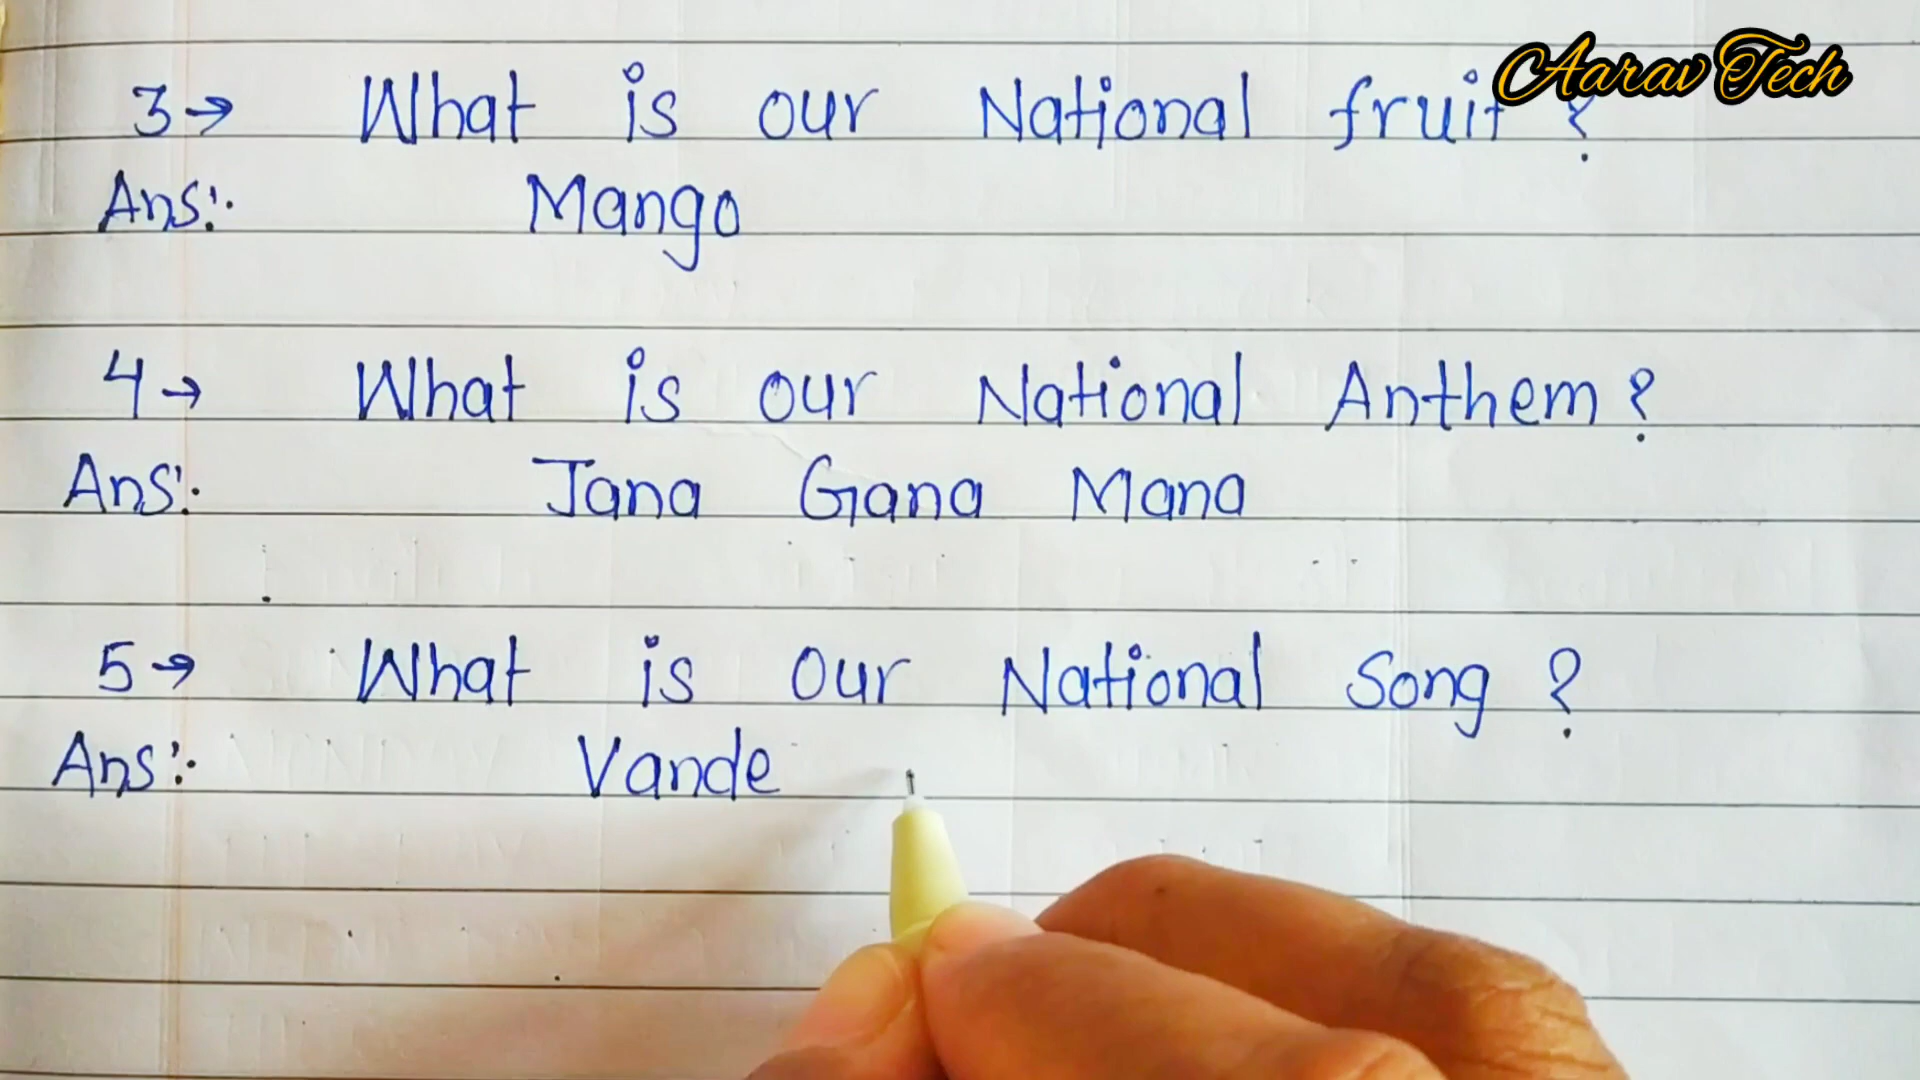 Aarav Tech
3→ What is our National fruit ?
Ans:- Mango
4→ What is our National Anthem ?
Ans:- Jana Gana Mana
5→ What is our National Song ?
Ans:- Vande